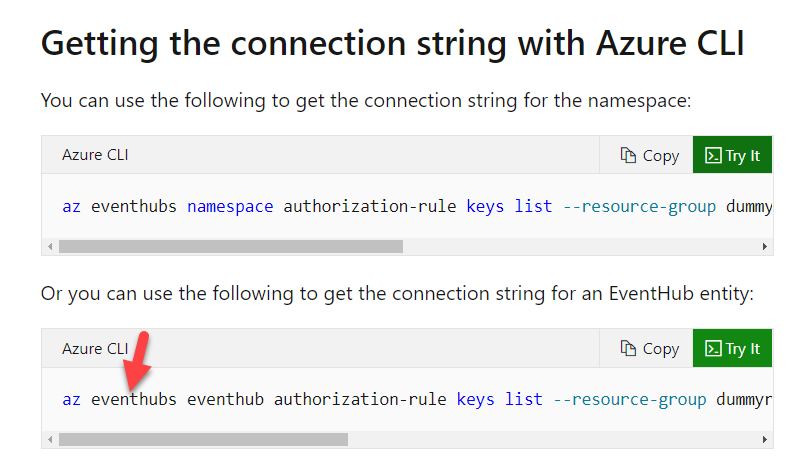 Getting the connection string with Azure CLI
You can use the following to get the connection string for the namespace:
Azure CLI Copy Try It
az eventhubs namespace authorization-rule keys list --resource-group dummyr
Or you can use the following to get the connection string for an EventHub entity:
Azure CLI Copy Try It
az eventhubs eventhub authorization-rule keys list --resource-group dummyr